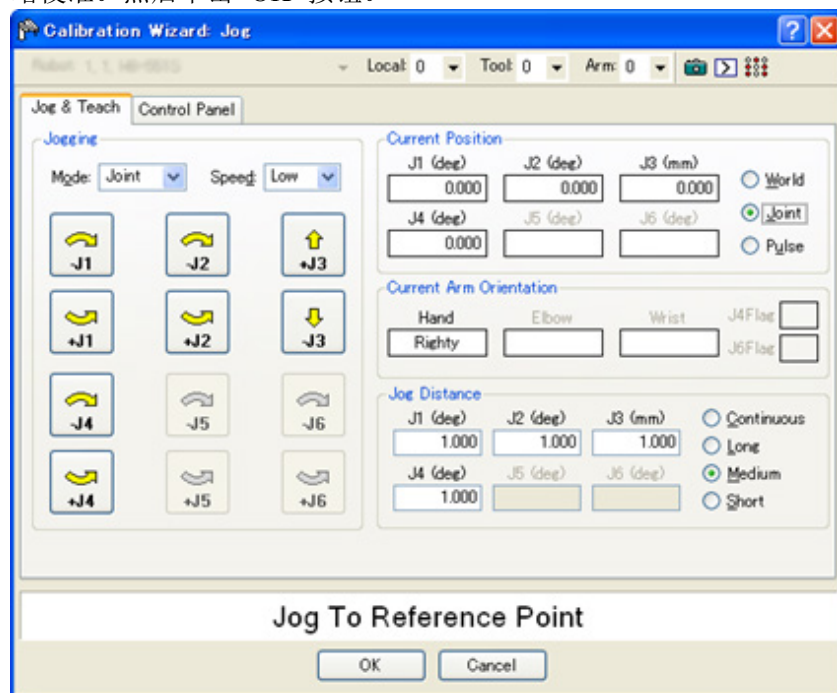 Calibration Wizard: Jog
Local: 0 Tool: 0 Arm: 0
Jog & Teach Control Panel
Jogging
Mode: Joint Speed: Low
-J1 -J2 +J3
+J1 +J2 -J3
-J4 -J5 -J6
+J4 +J5 +J6
Current Position
J1 (deg) J2 (deg) J3 (mm)
0.000 0.000 0.000
J4 (deg) J5 (deg) J6 (deg)
0.000
World
Joint
Pulse
Current Arm Orientation
Hand Elbow Wrist J4Flag
Righty J6Flag
Jog Distance
J1 (deg) J2 (deg) J3 (mm)
1.000 1.000 1.000
J4 (deg) J5 (deg) J6 (deg)
1.000
Continuous
Long
Medium
Short
Jog To Reference Point
OK Cancel